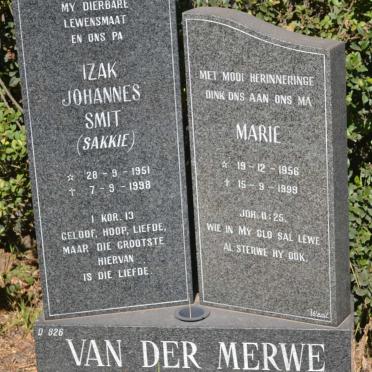 MY DIERBARE
LEWENSMAAT
EN ONS PA
IZAK
JOHANNES
SMIT
(SAKKIE)
☆ 28 - 9 - 1951
† 7 - 9 - 1998
1 KOR. 13
GELOOF, HOOP, LIEFDE,
MAAR DIE GROOTSTE
HIERVAN
IS DIE LIEFDE.
MET MOOI HERINNERINGE
DINK ONS AAN ONS MA
MARIE
☆ 19 - 12 - 1956
† 15 - 9 - 1999
JOH. 11:25.
WIE IN MY GLO SAL LEWE
AL STERWE HY OOK.
D 826
VAN DER MERWE